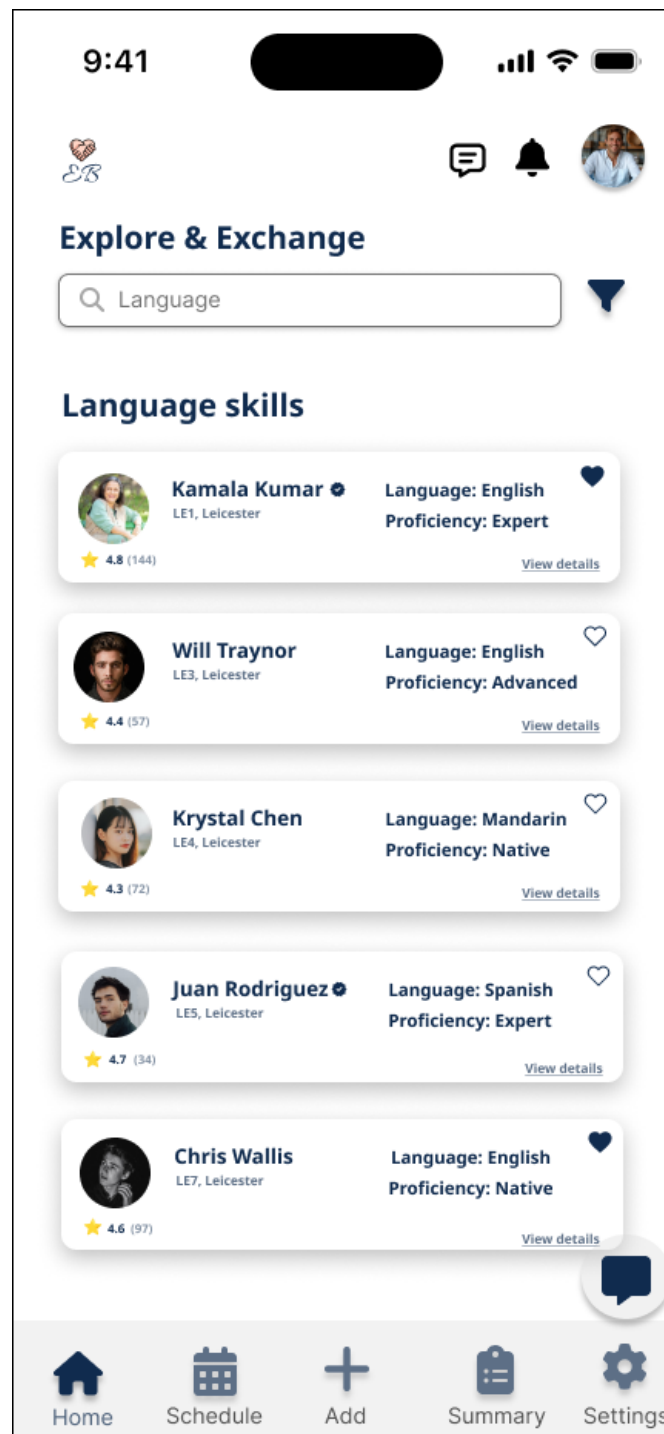 9:41
EB
Explore & Exchange
Language
Language skills
Kamala Kumar
LE1, Leicester
Language: English
Proficiency: Expert
4.8 (144)
View details
Will Traynor
LE3, Leicester
Language: English
Proficiency: Advanced
4.4 (57)
View details
Krystal Chen
LE4, Leicester
Language: Mandarin
Proficiency: Native
4.3 (72)
View details
Juan Rodriguez
LE5, Leicester
Language: Spanish
Proficiency: Expert
4.7 (34)
View details
Chris Wallis
LE7, Leicester
Language: English
Proficiency: Native
4.6 (97)
View details
Home Schedule Add Summary Settings